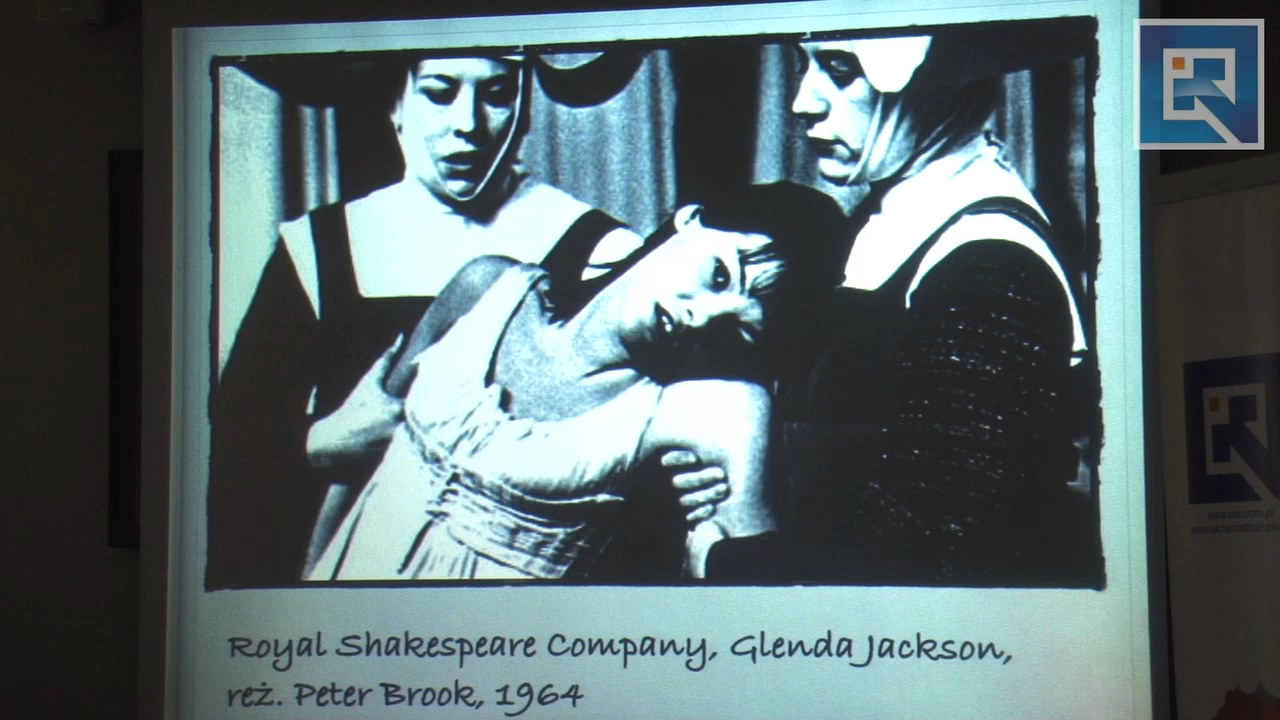 Royal Shakespeare Company, Glenda Jackson,
reż. Peter Brook, 1964